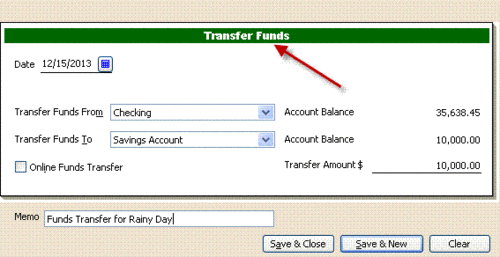 Transfer Funds
Date 12/15/2013
Transfer Funds From Checking Account Balance 35,638.45
Transfer Funds To Savings Account Account Balance 10,000.00
Online Funds Transfer Transfer Amount $ 10,000.00
Memo Funds Transfer for Rainy Day
Save & Close Save & New Clear